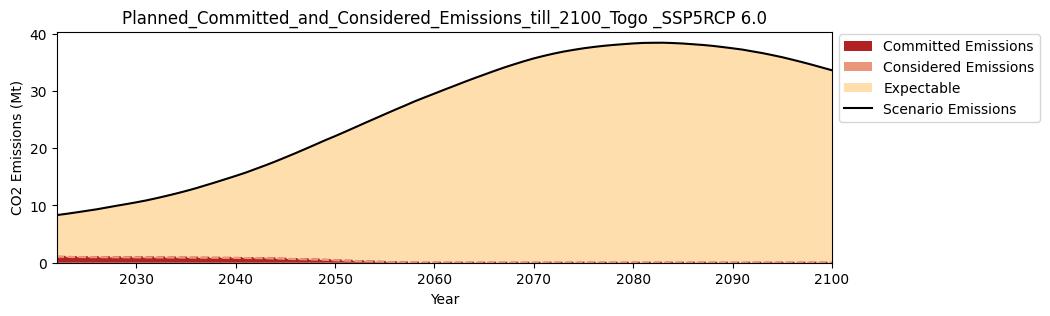 Planned_Committed_and_Considered_Emissions_till_2100_Togo _SSP5RCP 6.0
CO2 Emissions (Mt)
40
30
20
10
0
2030
2040
2050
2060
2070
2080
2090
2100
Year
Committed Emissions
Considered Emissions
Expectable
Scenario Emissions